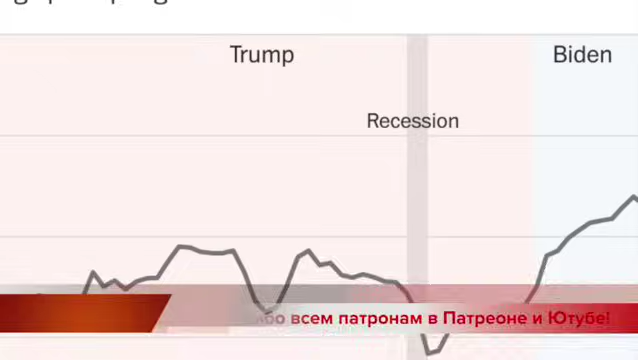 Trump
Biden
Recession
всем патронам в Патреоне и Ютубе!